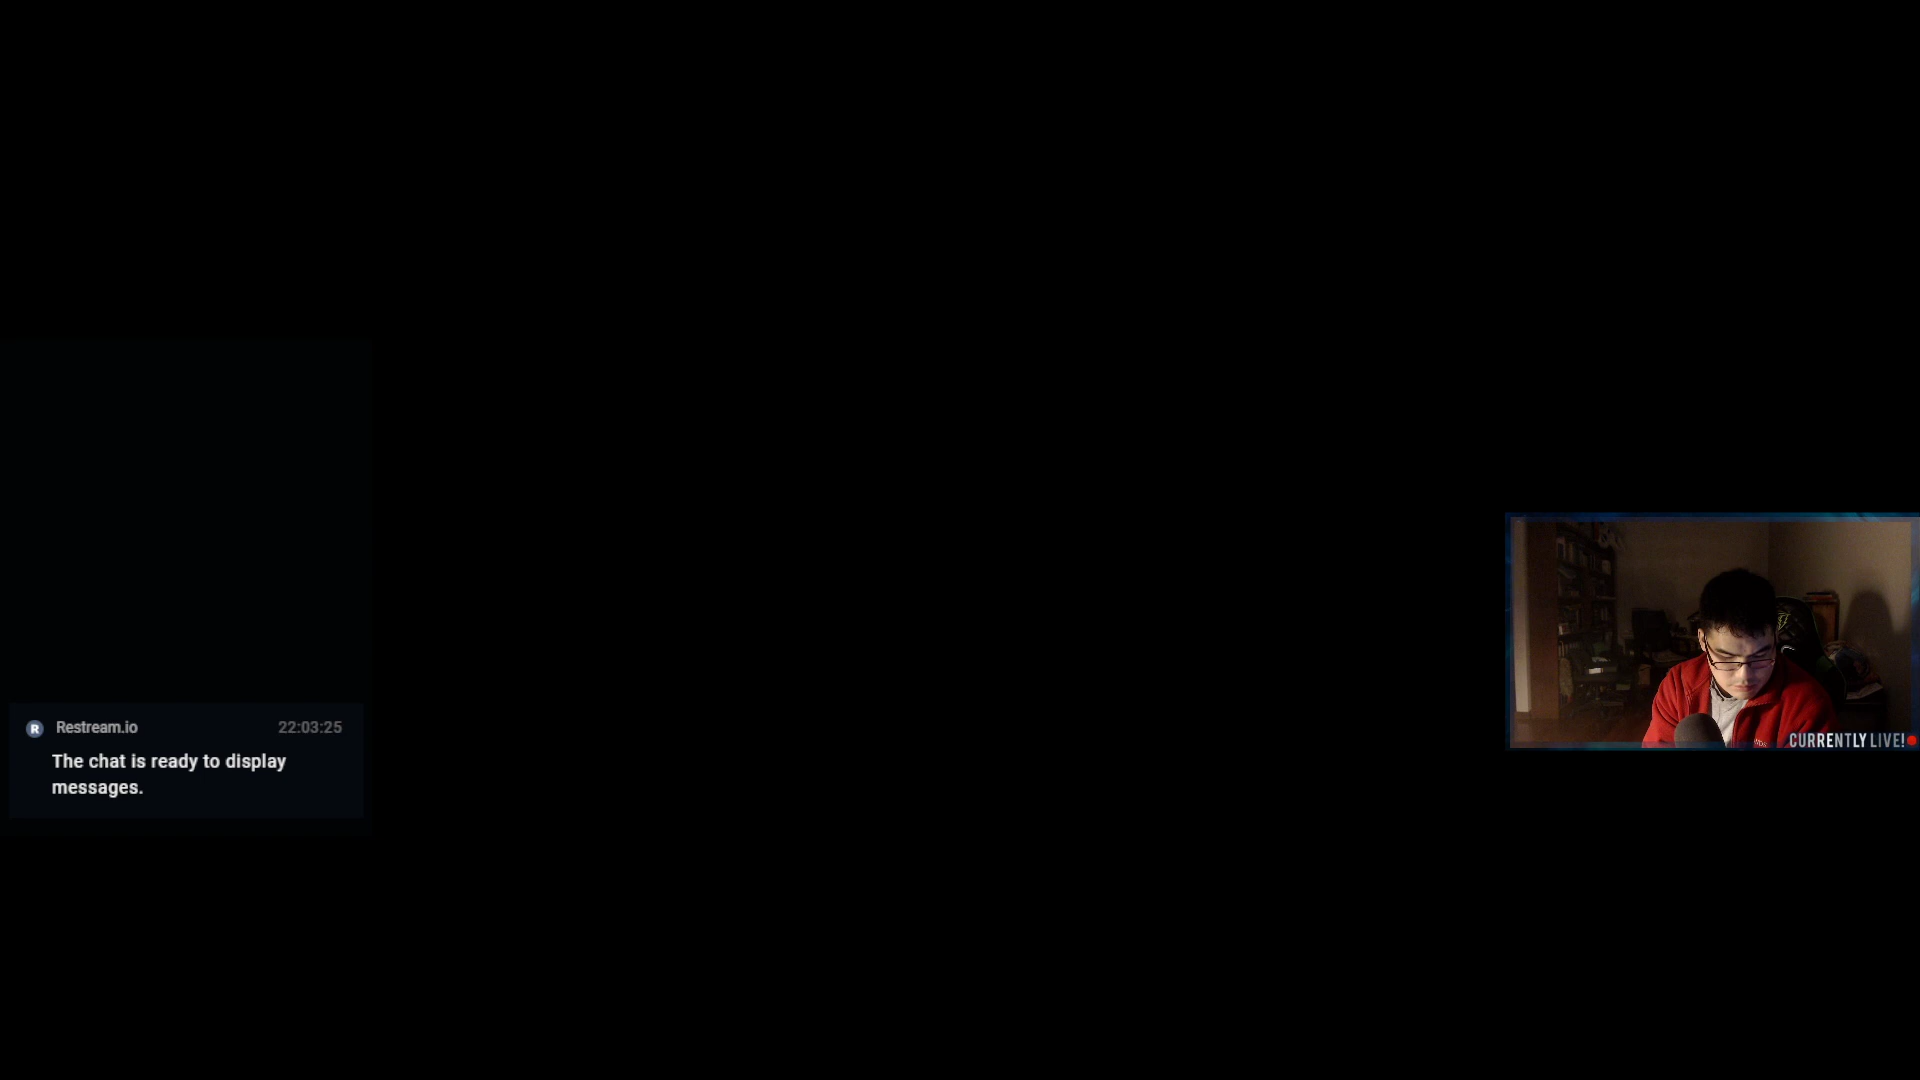 R Restream.io 22:03:25
The chat is ready to display
messages.
CURRENTLY LIVE!